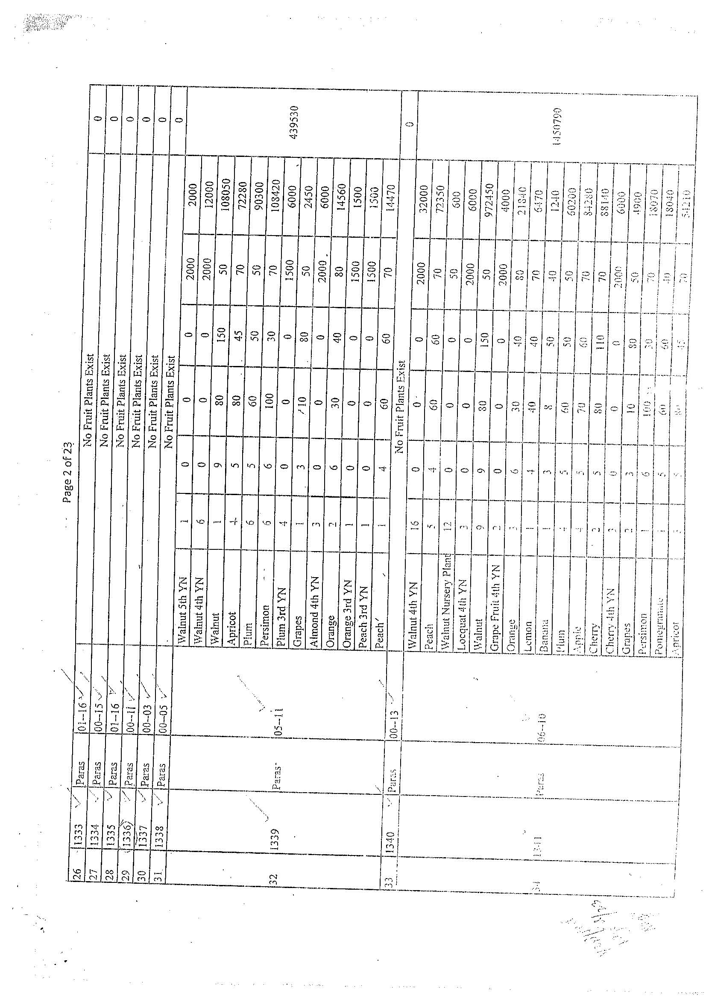 Page 2 of 23
26 1333 Paras 01--16 No Fruit Plants Exist 0
27 1334 Paras 00--15 No Fruit Plants Exist 0
28 1335 Paras 01--16 No Fruit Plants Exist 0
29 1336 Paras 00--11 No Fruit Plants Exist 0
30 1337 Paras 00--03 No Fruit Plants Exist 0
31 1338 Paras 00--05 No Fruit Plants Exist 0
32 1339 Paras 05--11 439530
Walnut 5th YN 1 0 0 0 2000 2000
Walnut 4th YN 6 0 0 0 2000 12000
Walnut 1 9 80 150 50 108050
Apricot 4 5 80 45 70 72280
Plum 6 5 60 50 50 90300
Persimon 6 6 100 30 70 108420
Plum 3rd YN 4 0 0 0 1500 6000
Grapes 1 3 10 80 50 2450
Almond 4th YN 3 0 0 0 2000 6000
Orange 2 6 30 40 80 14560
Orange 3rd YN 1 0 0 0 1500 1500
Peach 3rd YN 1 0 0 0 1500 1500
Peach 1 4 60 60 70 14470
33 1340 Paras 00--13 No Fruit Plants Exist 0
34 1341 Paras 06--10 1450790
Walnut 4th YN 16 0 0 0 2000 32000
Peach 5 4 60 60 70 72350
Walnut Nursery Plant 12 0 0 0 50 600
Locquat 4th YN 3 0 0 0 2000 6000
Walnut 9 9 80 150 50 972450
Grape Fruit 4th YN 2 0 0 0 2000 4000
Orange 3 6 30 40 80 21840
Lemon 1 4 40 40 70 6470
Banana 1 3 8 50 40 1240
Plum 4 5 60 50 50 60200
Apple 4 5 70 60 70 84280
Cherry 2 5 80 110 70 88140
Cherry 4th YN 3 0 0 0 2000 6000
Grapes 2 3 10 80 50 4900
Persimon 1 6 100 30 70 18070
Pomegranate 1 5 60 60 40 18040
Apricot 3 5 80 45 70 54210